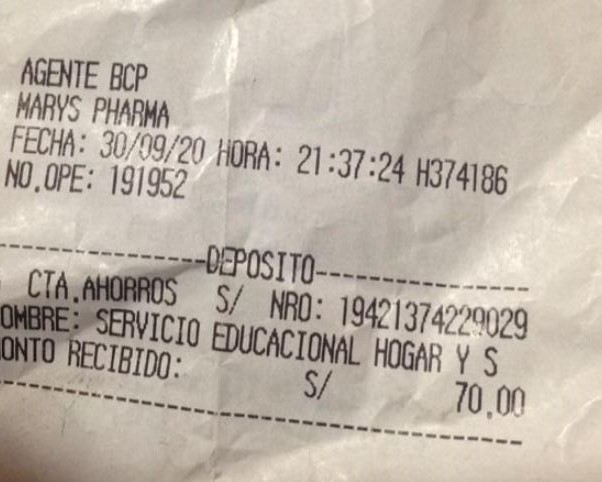 AGENTE BCP
MARYS PHARMA
FECHA: 30/09/20 HORA: 21:37:24 H374186
NO.OPE: 191952
--------------------DEPOSITO--------------------
CTA.AHORROS S/ NRO: 19421374229029
OMBRE: SERVICIO EDUCACIONAL HOGAR Y S
ONTO RECIBIDO: S/ 70.00